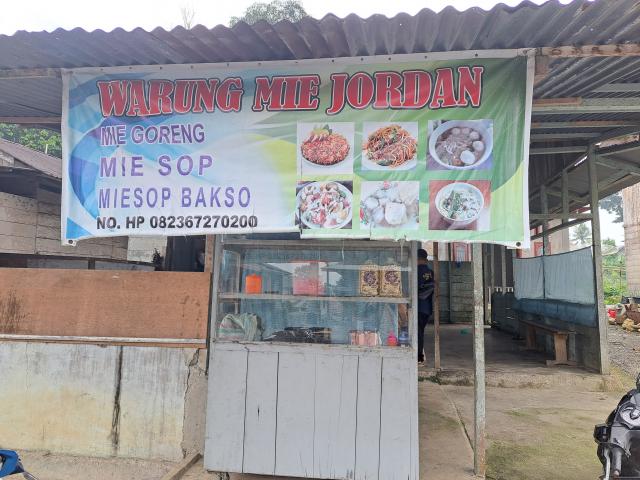 WARUNG MIE JORDAN
MIE GORENG
MIE SOP
MIESOP BAKSO
NO. HP 082367270200